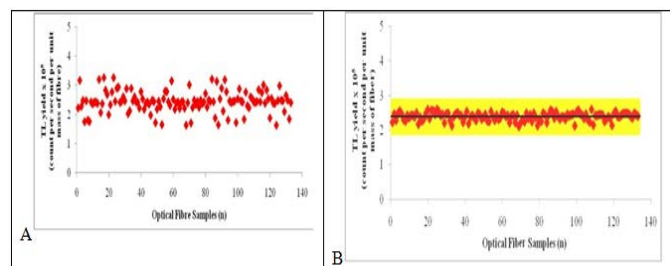 5
4
3
2
1
0
TL yield x 10⁸
(count per second per unit
mass of fibre)
0 20 40 60 80 100 120 140
Optical Fibre Samples (n)
A
5
4
3
2
1
0
TL yield x 10⁸
(count per second per unit
mass of fiber)
0 20 40 60 80 100 120 140
Optical Fiber Samples (n)
B